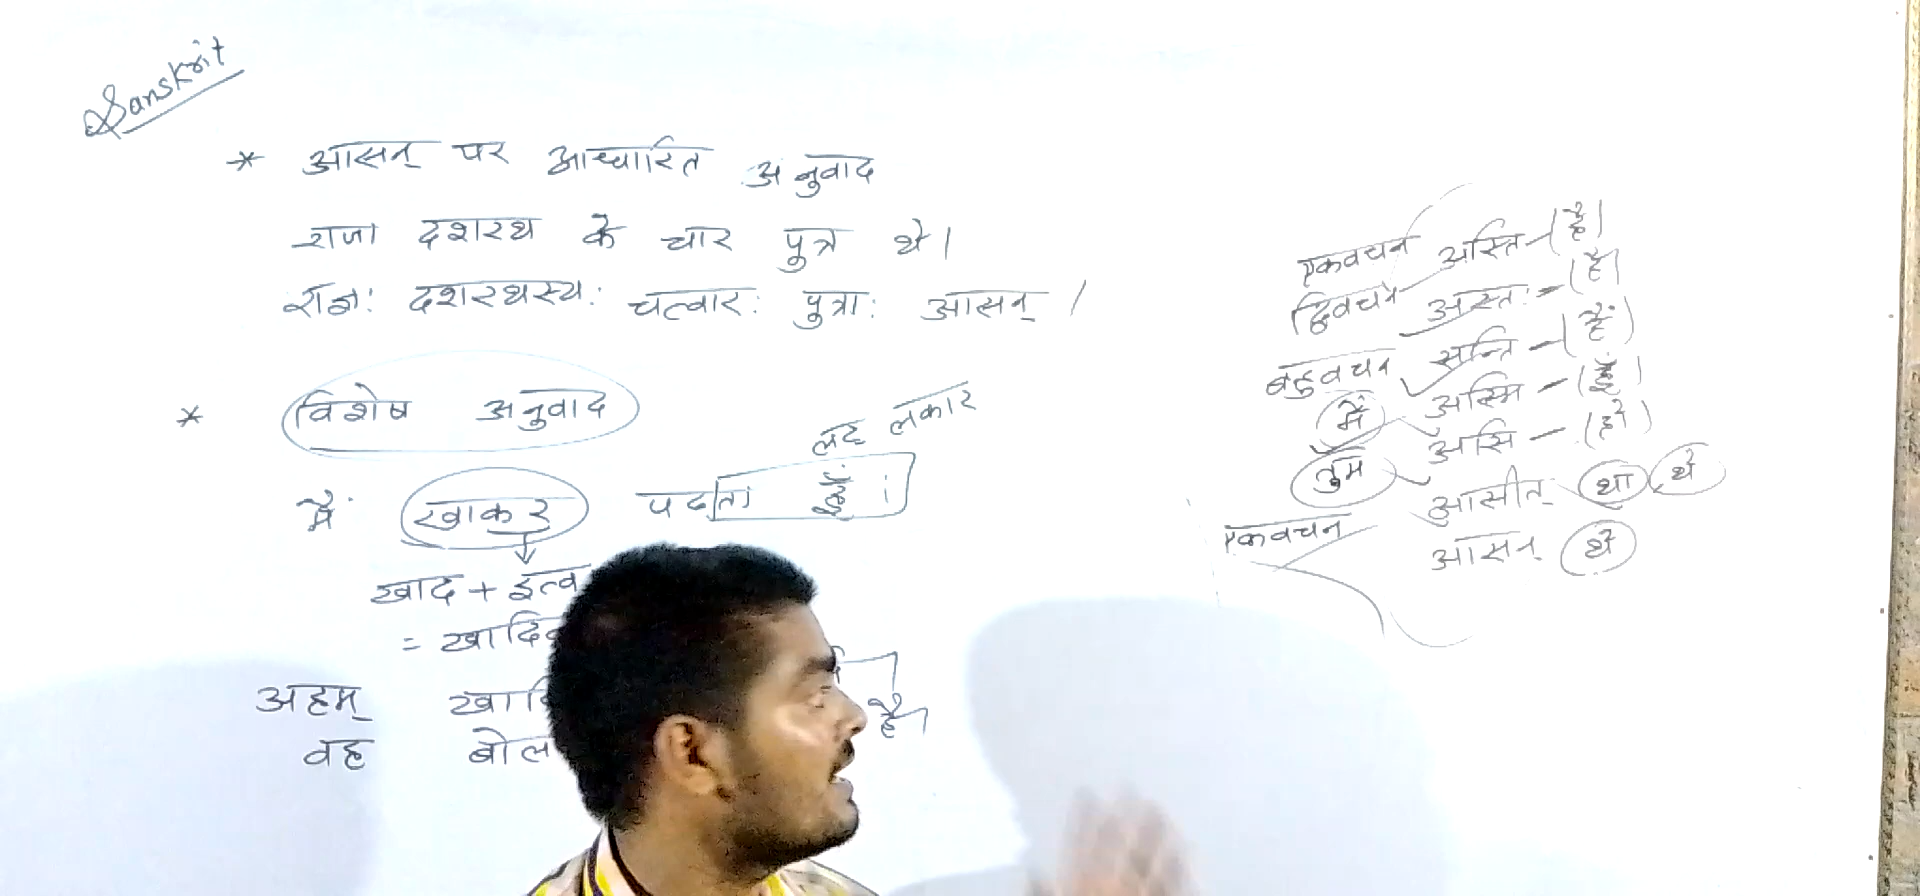 Sanskrit
* आसन् पर आधारित अनुवाद
राजा दशरथ के चार पुत्र थे।
राज्ञः दशरथस्यः चत्वारः पुत्राः आसन् ।
* विशेष अनुवाद
लट् लकार
मैं खाकर पढ़ता हूँ ।
खाद + इत्व
= खादि
अहम् खादि
वह बोल है
एकवचन अस्ति - (है)
द्विवचन अस्तः - (हैं)
बहुवचन सन्ति - (हैं)
मैं अस्मि - (हूँ)
तुम असि - (हो)
आसीत् था, थे
एकवचन
आसन् थे